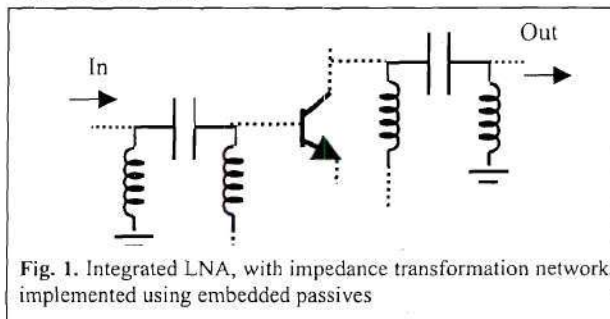 In
Out
Fig. 1. Integrated LNA, with impedance transformation network
implemented using embedded passives